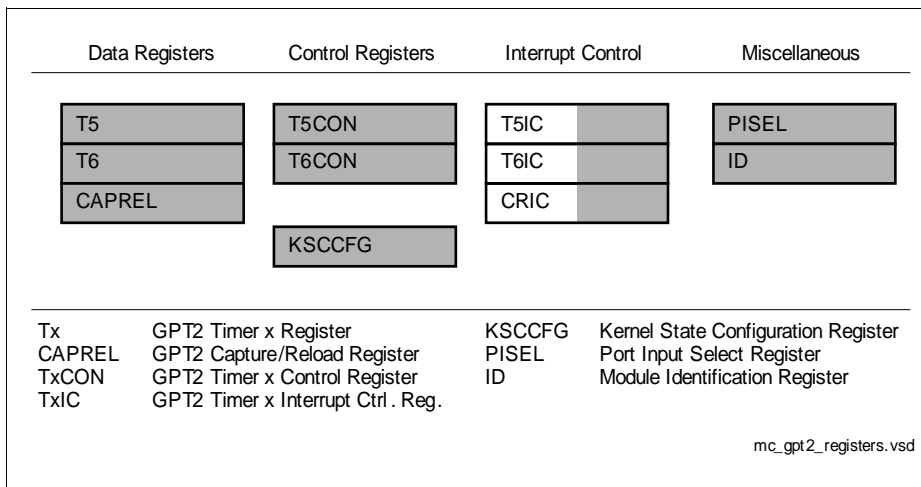 Data Registers Control Registers Interrupt Control Miscellaneous
T5 T5CON T5IC PISEL
T6 T6CON T6IC ID
CAPREL CRIC
KSCCFG
Tx GPT2 Timer x Register KSCCFG Kernel State Configuration Register
CAPREL GPT2 Capture/Reload Register PISEL Port Input Select Register
TxCON GPT2 Timer x Control Register ID Module Identification Register
TxIC GPT2 Timer x Interrupt Ctrl. Reg.
mc_gpt2_registers.vsd